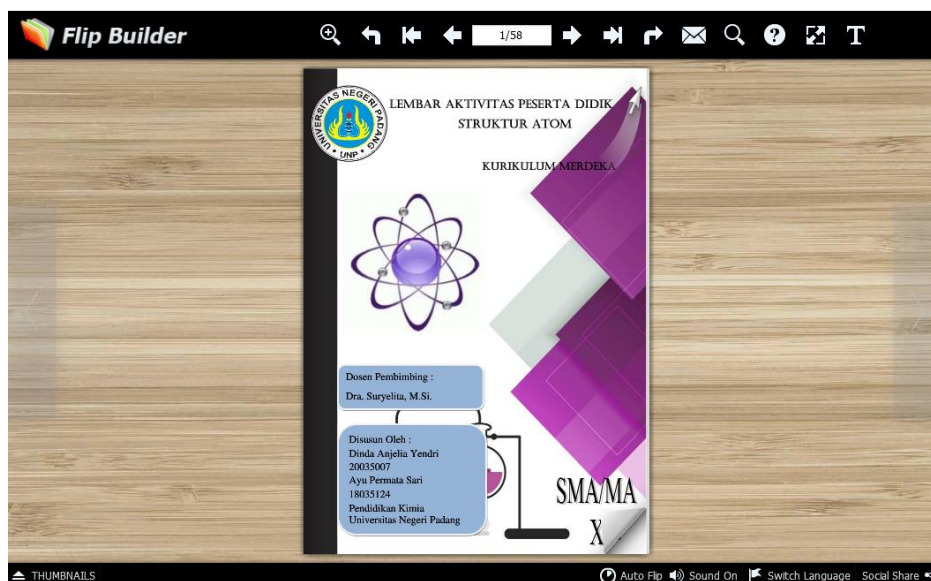 Flip Builder
1/58
T
UNIVERSITAS NEGERI PADANG
UNP
LEMBAR AKTIVITAS PESERTA DIDIK
STRUKTUR ATOM
KURIKULUM MERDEKA
Dosen Pembimbing :
Dra. Suryelita, M.Si.
Disusun Oleh :
Dinda Anjelia Yendri
20035007
Ayu Permata Sari
18035124
Pendidikan Kimia
Universitas Negeri Padang
SMA/MA
X
THUMBNAILS
Auto Flip Sound On Switch Language Social Share